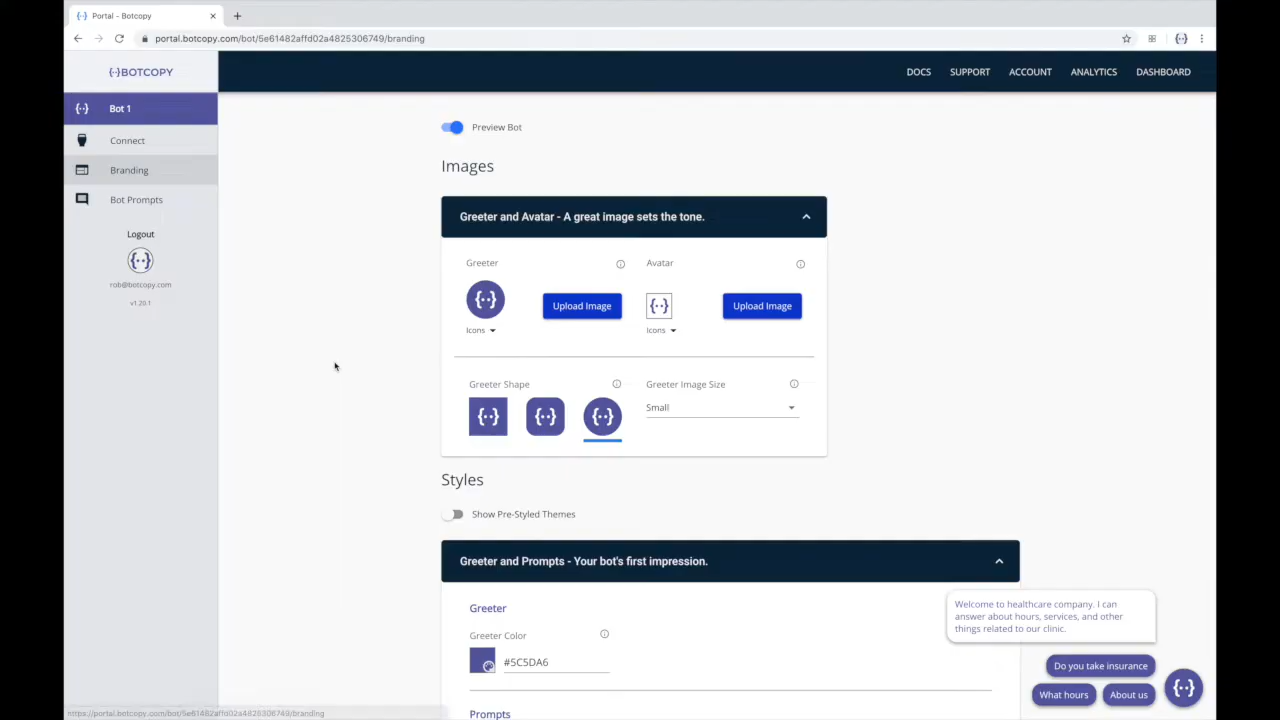 Portal - Botcopy
portal.botcopy.com/bot/5e61482affd02a4825306749/branding
{··}BOTCOPY
DOCS SUPPORT ACCOUNT ANALYTICS DASHBOARD
Bot 1
Connect
Branding
Bot Prompts
Logout
rob@botcopy.com
v1.20.1
Preview Bot
Images
Greeter and Avatar - A great image sets the tone.
Greeter Avatar
Upload Image Upload Image
Icons Icons
Greeter Shape Greeter Image Size
Small
Styles
Show Pre-Styled Themes
Greeter and Prompts - Your bot's first impression.
Greeter
Greeter Color
#5C5DA6
Prompts
Welcome to healthcare company. I can
answer about hours, services, and other
things related to our clinic.
Do you take insurance
What hours About us
https://portal.botcopy.com/bot/5e61482affd02a4825306749/branding